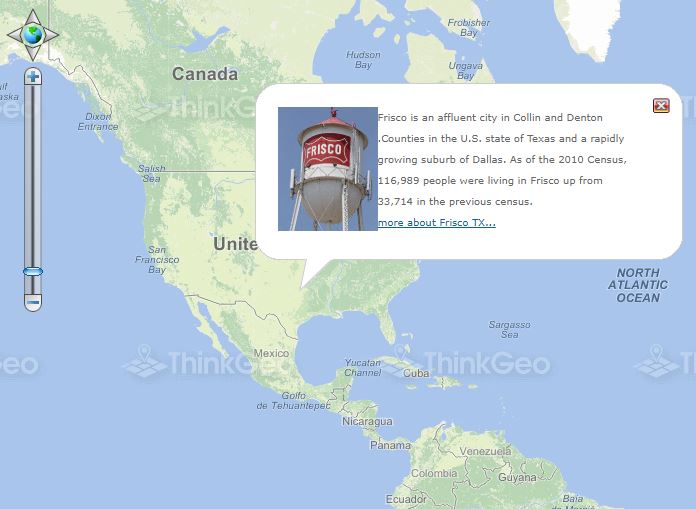 Frobisher
Bay
Hudson
Bay
Ungava
Bay
Canada
ThinkGeo
Dixon
Entrance
Salish
Sea
San
Francisco
Bay
Unite
FRISCO
Frisco is an affluent city in Collin and Denton
.Counties in the U.S. state of Texas and a rapidly
growing suburb of Dallas. As of the 2010 Census,
116,989 people were living in Frisco up from
33,714 in the previous census.
more about Frisco TX...
NORTH
ATLANTIC
OCEAN
Sargasso
Sea
Mexico
Geo
ThinkGeo
ThinkGeo
Think
Yucatan
Channel
Cuba
Golfo
de Tehuantepec
Nicaragua
Panama
Venezuela
Colombia
Guyana
Ecuador
Baia